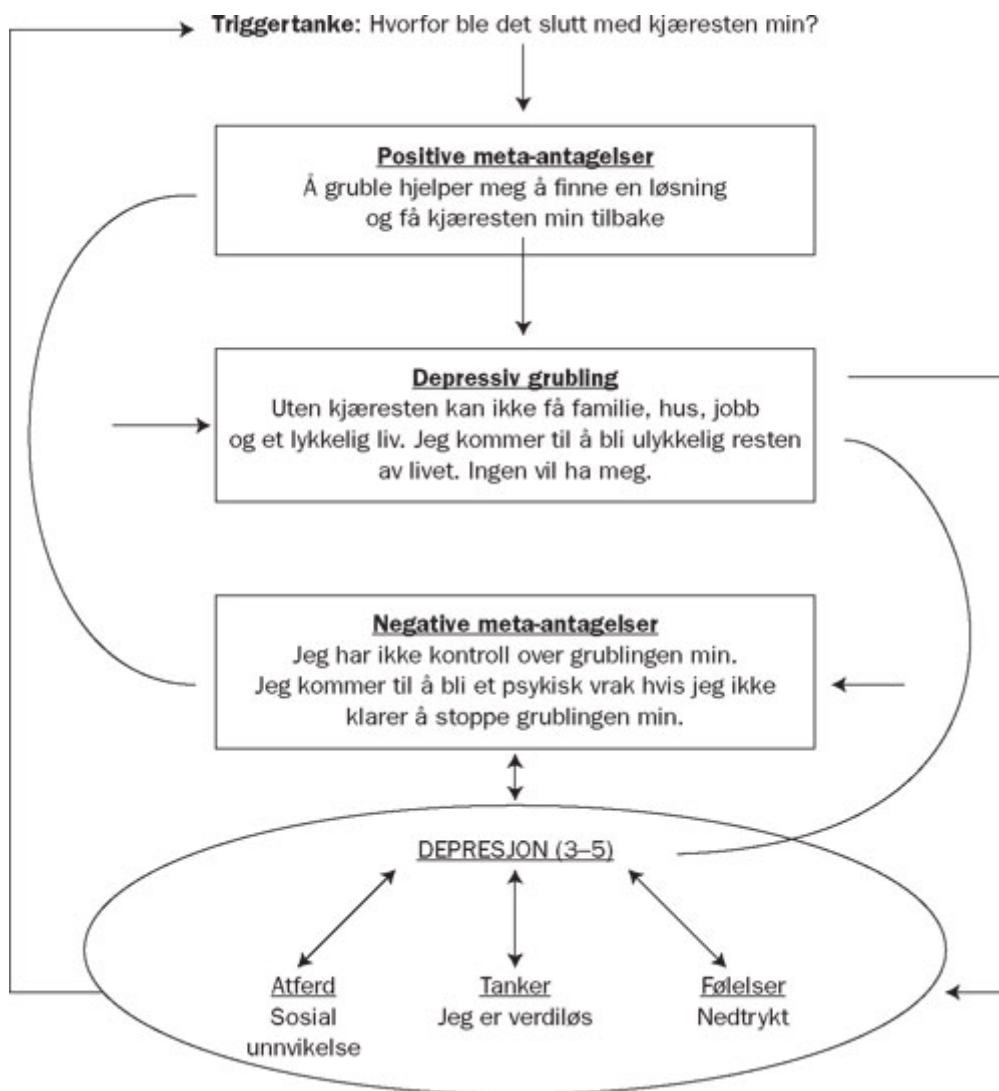 Triggertanke: Hvorfor ble det slutt med kjæresten min?
Positive meta-antagelser
Å gruble hjelper meg å finne en løsning
og få kjæresten min tilbake
Depressiv grubling
Uten kjæresten kan ikke få familie, hus, jobb
og et lykkelig liv. Jeg kommer til å bli ulykkelig resten
av livet. Ingen vil ha meg.
Negative meta-antagelser
Jeg har ikke kontroll over grublingen min.
Jeg kommer til å bli et psykisk vrak hvis jeg ikke
klarer å stoppe grublingen min.
DEPRESJON (3–5)
Atferd
Sosial
unnvikelse
Tanker
Jeg er verdiløs
Følelser
Nedtrykt